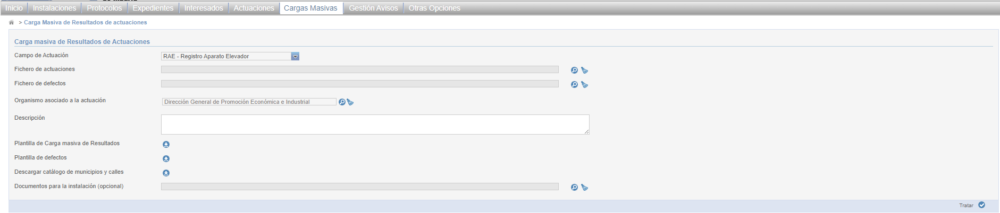 Inicio Instalaciones Protocolos Expedientes Interesados Actuaciones Cargas Masivas Gestión Avisos Otras Opciones
> Carga Masiva de Resultados de actuaciones
Carga masiva de Resultados de Actuaciones
Campo de Actuación RAE - Registro Aparato Elevador
Fichero de actuaciones
Fichero de defectos
Organismo asociado a la actuación Dirección General de Promoción Económica e Industrial
Descripción
Plantilla de Carga masiva de Resultados
Plantilla de defectos
Descargar catálogo de municipios y calles
Documentos para la instalación (opcional)
Tratar